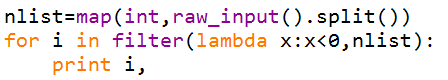 nlist=map(int,raw_input().split())
for i in filter(lambda x:x<0,nlist):
    print i,